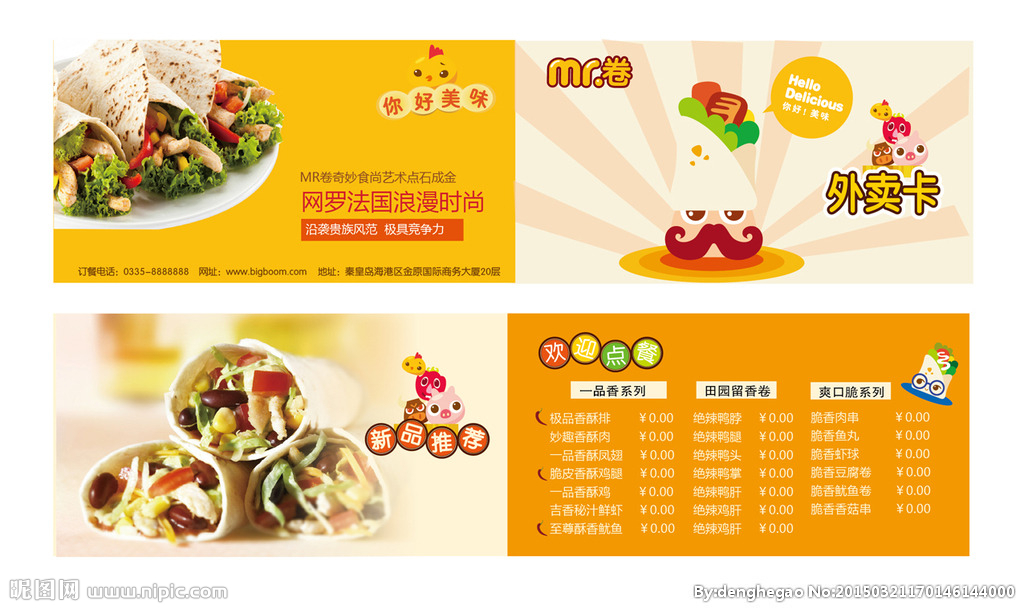 你好美味
MR卷奇妙食尚艺术点石成金
网罗法国浪漫时尚
沿袭贵族风范 极具竞争力
订餐电话：0335-8888888 网址：www.bigboom.com 地址：秦皇岛海港区金原国际商务大厦20层
mr.卷
Hello
Delicious
你好！美味
外卖卡
新品推荐
欢迎点餐
一品香系列
极品香酥排 ￥0.00
妙趣香酥肉 ￥0.00
一品香酥凤翅 ￥0.00
脆皮香酥鸡腿 ￥0.00
一品香酥鸡 ￥0.00
吉香秘汁鲜虾 ￥0.00
至尊酥香鱿鱼 ￥0.00
田园留香卷
绝辣鸭脖 ￥0.00
绝辣鸭腿 ￥0.00
绝辣鸭头 ￥0.00
绝辣鸭掌 ￥0.00
绝辣鸭肝 ￥0.00
绝辣鸡肝 ￥0.00
绝辣鸡肝 ￥0.00
爽口脆系列
脆香肉串 ￥0.00
脆香鱼丸 ￥0.00
脆香虾球 ￥0.00
脆香豆腐卷 ￥0.00
脆香鱿鱼卷 ￥0.00
脆香香菇串 ￥0.00
昵图网 www.nipic.com
By:denghegao No:20150321170146144000